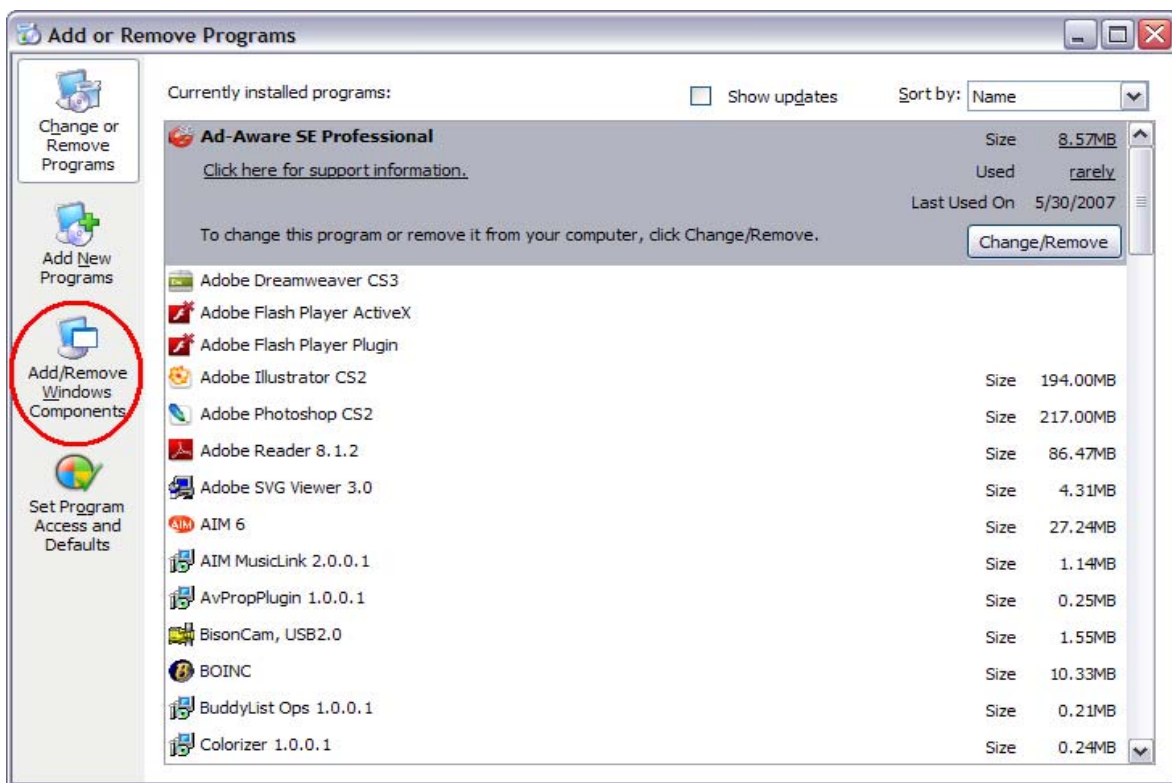 Add or Remove Programs
Change or
Remove
Programs
Add New
Programs
Add/Remove
Windows
Components
Set Program
Access and
Defaults
Currently installed programs:
Show updates
Sort by: Name
Ad-Aware SE Professional Size 8.57MB
Click here for support information. Used rarely
Last Used On 5/30/2007
To change this program or remove it from your computer, click Change/Remove. Change/Remove
Adobe Dreamweaver CS3
Adobe Flash Player ActiveX
Adobe Flash Player Plugin
Adobe Illustrator CS2 Size 194.00MB
Adobe Photoshop CS2 Size 217.00MB
Adobe Reader 8.1.2 Size 86.47MB
Adobe SVG Viewer 3.0 Size 4.31MB
AIM AIM 6 Size 27.24MB
AIM MusicLink 2.0.0.1 Size 1.14MB
AvPropPlugin 1.0.0.1 Size 0.25MB
BisonCam, USB2.0 Size 1.55MB
BOINC Size 10.33MB
BuddyList Ops 1.0.0.1 Size 0.21MB
Colorizer 1.0.0.1 Size 0.24MB